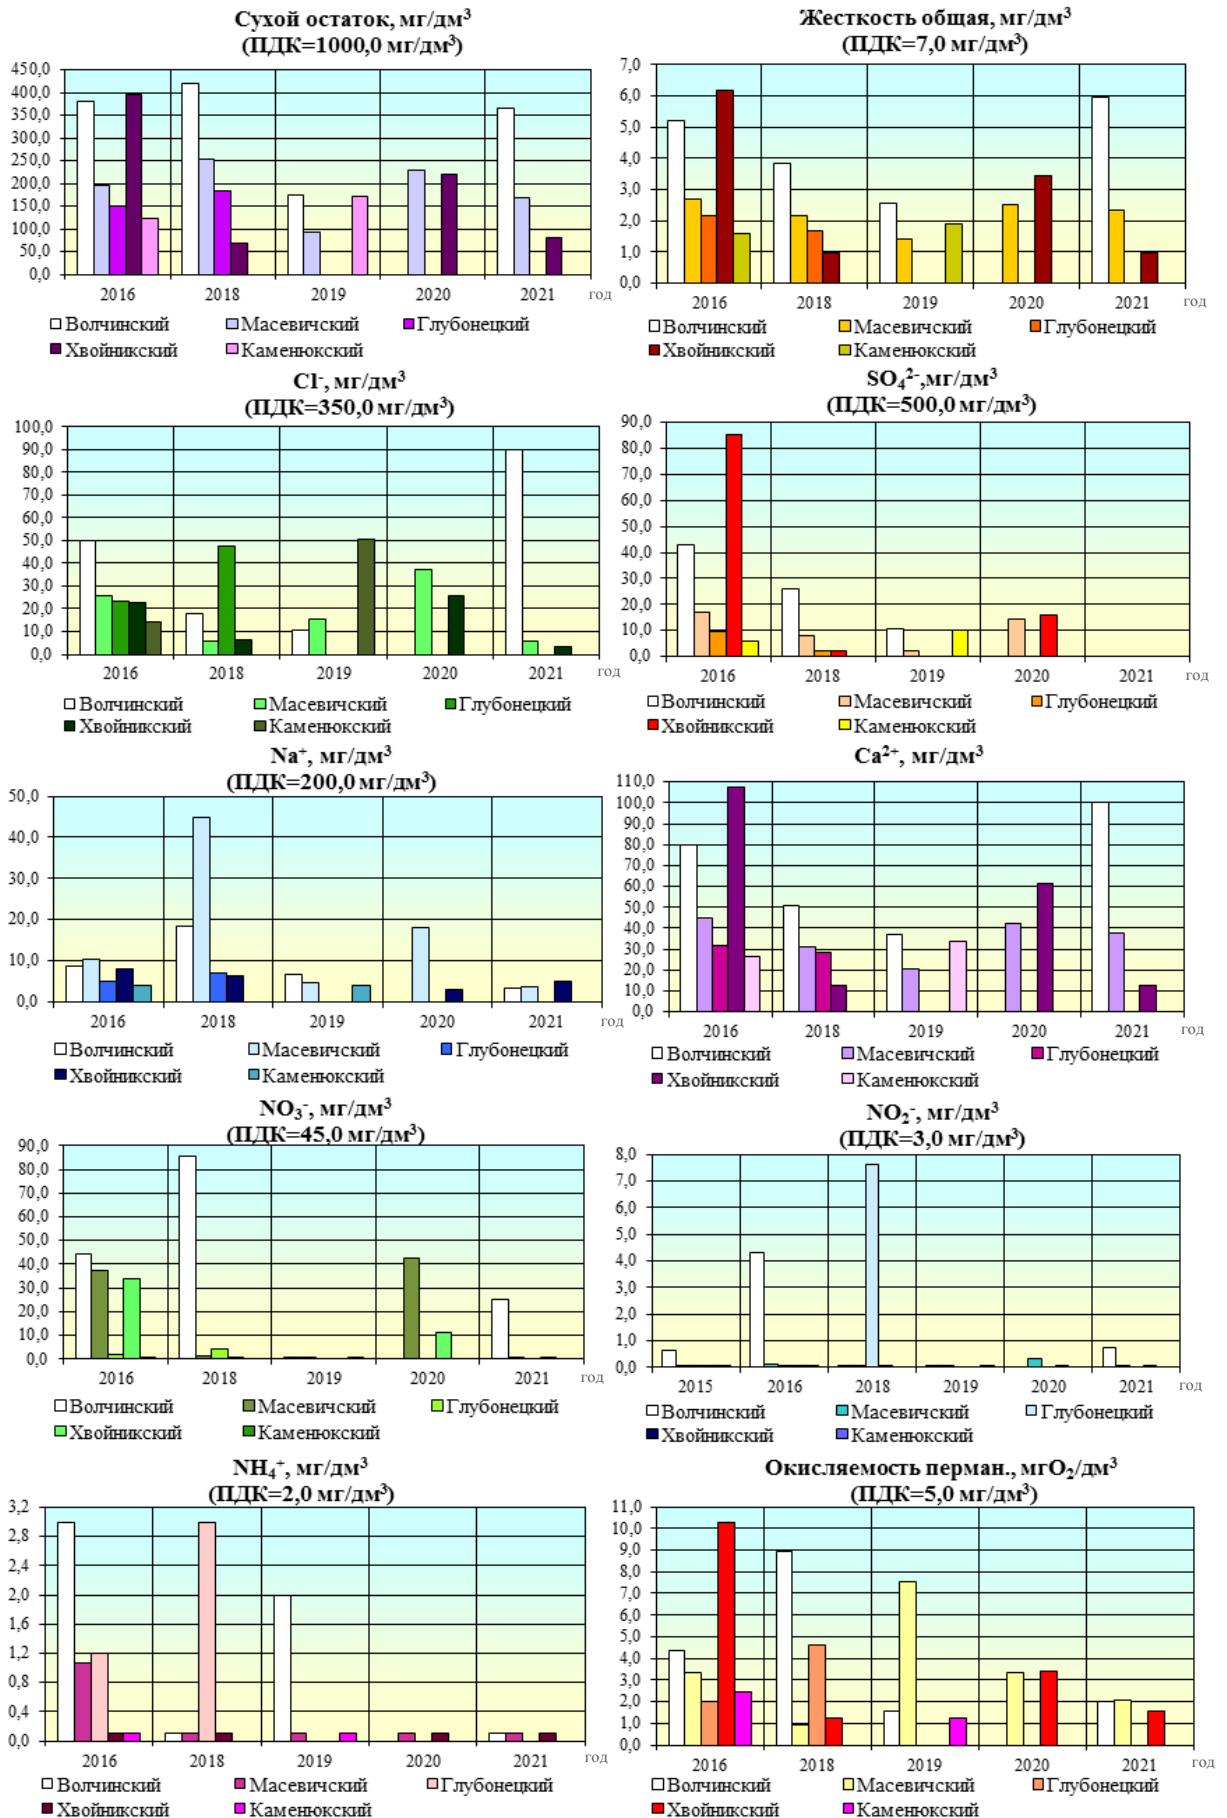 Сухой остаток, мг/дм³
(ПДК=1000,0 мг/дм³)
450,0
400,0
350,0
300,0
250,0
200,0
150,0
100,0
50,0
0,0
2016 2018 2019 2020 2021 год
Волчинский Масевичский Глубонецкий
Хвойникский Каменюкский
Жесткость общая, мг/дм³
(ПДК=7,0 мг/дм³)
7,0
6,0
5,0
4,0
3,0
2,0
1,0
0,0
2016 2018 2019 2020 2021 год
Волчинский Масевичский Глубонецкий
Хвойникский Каменюкский
Cl⁻, мг/дм³
(ПДК=350,0 мг/дм³)
100,0
90,0
80,0
70,0
60,0
50,0
40,0
30,0
20,0
10,0
0,0
2016 2018 2019 2020 2021 год
Волчинский Масевичский Глубонецкий
Хвойникский Каменюкский
SO₄²⁻,мг/дм³
(ПДК=500,0 мг/дм³)
90,0
80,0
70,0
60,0
50,0
40,0
30,0
20,0
10,0
0,0
2016 2018 2019 2020 2021 год
Волчинский Масевичский Глубонецкий
Хвойникский Каменюкский
Na⁺, мг/дм³
(ПДК=200,0 мг/дм³)
50,0
40,0
30,0
20,0
10,0
0,0
2016 2018 2019 2020 2021 год
Волчинский Масевичский Глубонецкий
Хвойникский Каменюкский
Ca²⁺, мг/дм³
110,0
100,0
90,0
80,0
70,0
60,0
50,0
40,0
30,0
20,0
10,0
0,0
2016 2018 2019 2020 2021 год
Волчинский Масевичский Глубонецкий
Хвойникский Каменюкский
NO₃⁻, мг/дм³
(ПДК=45,0 мг/дм³)
90,0
80,0
70,0
60,0
50,0
40,0
30,0
20,0
10,0
0,0
2016 2018 2019 2020 2021 год
Волчинский Масевичский Глубонецкий
Хвойникский Каменюкский
NO₂⁻, мг/дм³
(ПДК=3,0 мг/дм³)
8,0
7,0
6,0
5,0
4,0
3,0
2,0
1,0
0,0
2015 2016 2018 2019 2020 2021 год
Волчинский Масевичский Глубонецкий
Хвойникский Каменюкский
NH₄⁺, мг/дм³
(ПДК=2,0 мг/дм³)
3,2
2,8
2,4
2,0
1,6
1,2
0,8
0,4
0,0
2016 2018 2019 2020 2021 год
Волчинский Масевичский Глубонецкий
Хвойникский Каменюкский
Окисляемость перман., мгО₂/дм³
(ПДК=5,0 мг/дм³)
11,0
10,0
9,0
8,0
7,0
6,0
5,0
4,0
3,0
2,0
1,0
0,0
2016 2018 2019 2020 2021 год
Волчинский Масевичский Глубонецкий
Хвойникский Каменюкский